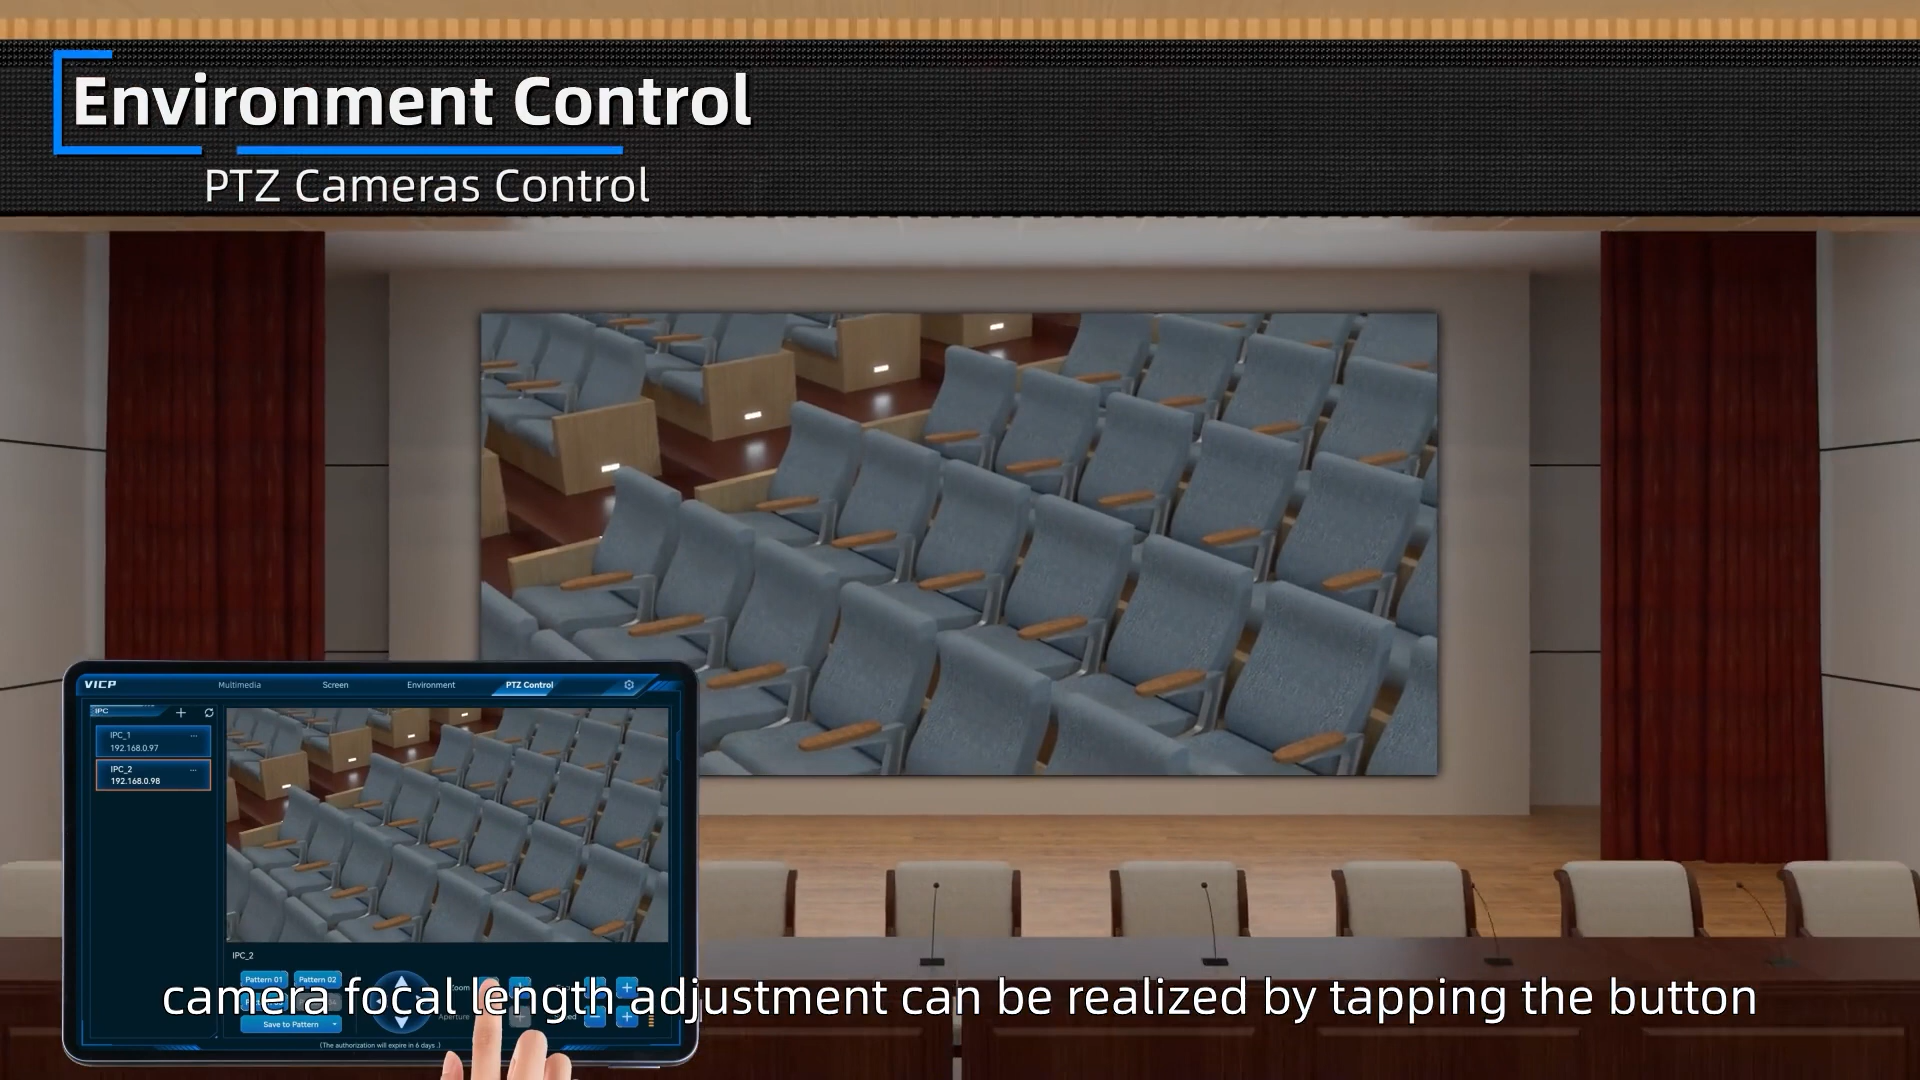 Environment Control
PTZ Cameras Control
VICP
Multimedia
Screen
Environment
PTZ Control
IPC
IPC_1
192.168.0.97
IPC_2
192.168.0.98
IPC_2
Pattern 01
Pattern 02
Zoom
Aperture
Save to Pattern
(The authorization will expire in 6 days .)
camera focal length adjustment can be realized by tapping the button